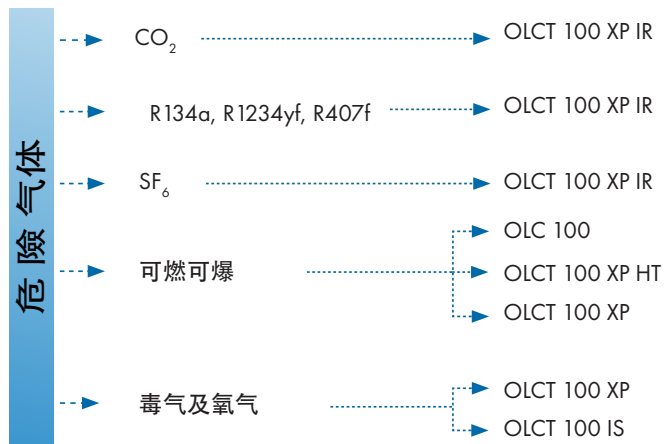 危險气体
CO₂ OLCT 100 XP IR
R134a, R1234yf, R407f OLCT 100 XP IR
SF₆ OLCT 100 XP IR
可燃可爆
OLC 100
OLCT 100 XP HT
OLCT 100 XP
毒气及氧气
OLCT 100 XP
OLCT 100 IS